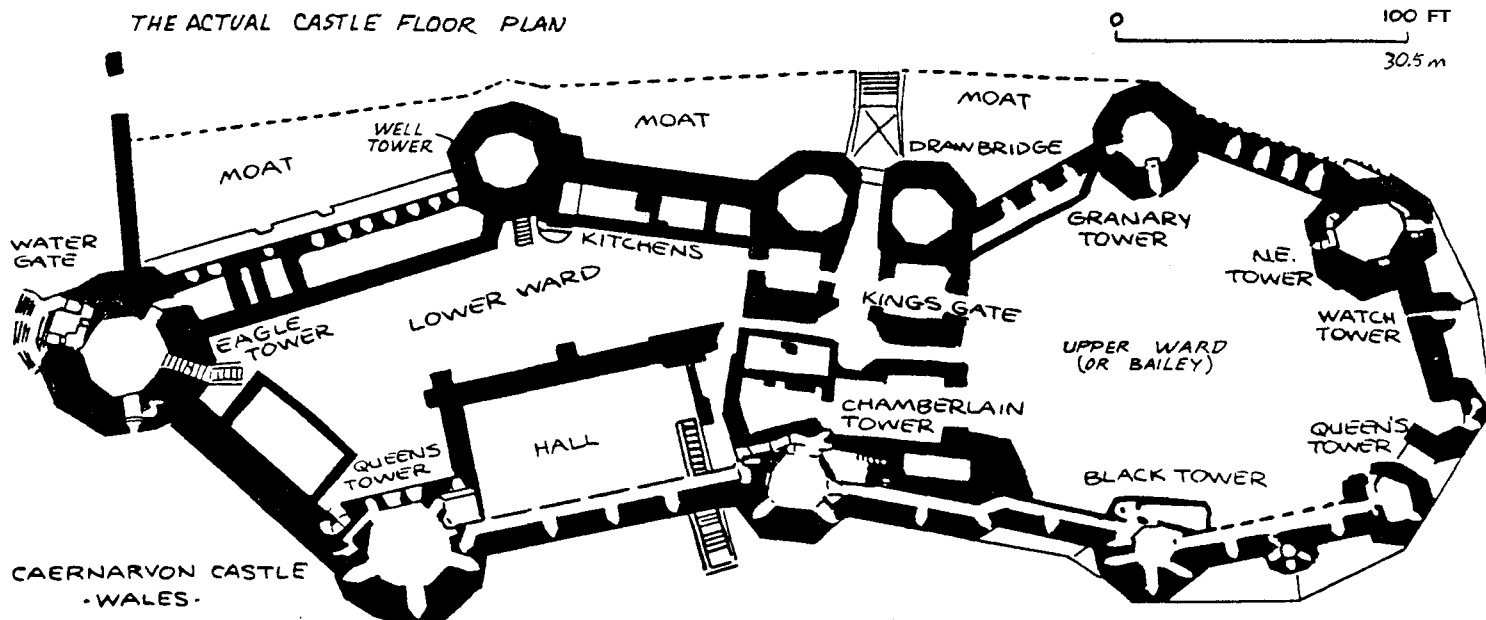 THE ACTUAL CASTLE FLOOR PLAN
0
100 FT
30.5 m
MOAT
WELL
TOWER
MOAT
MOAT
DRAWBRIDGE
WATER
GATE
KITCHENS
GRANARY
TOWER
N.E.
TOWER
LOWER WARD
KINGS GATE
WATCH
TOWER
EAGLE
TOWER
UPPER WARD
(OR BAILEY)
CHAMBERLAIN
TOWER
QUEEN'S
TOWER
HALL
QUEENS
TOWER
BLACK TOWER
CAERNARVON CASTLE
·WALES·